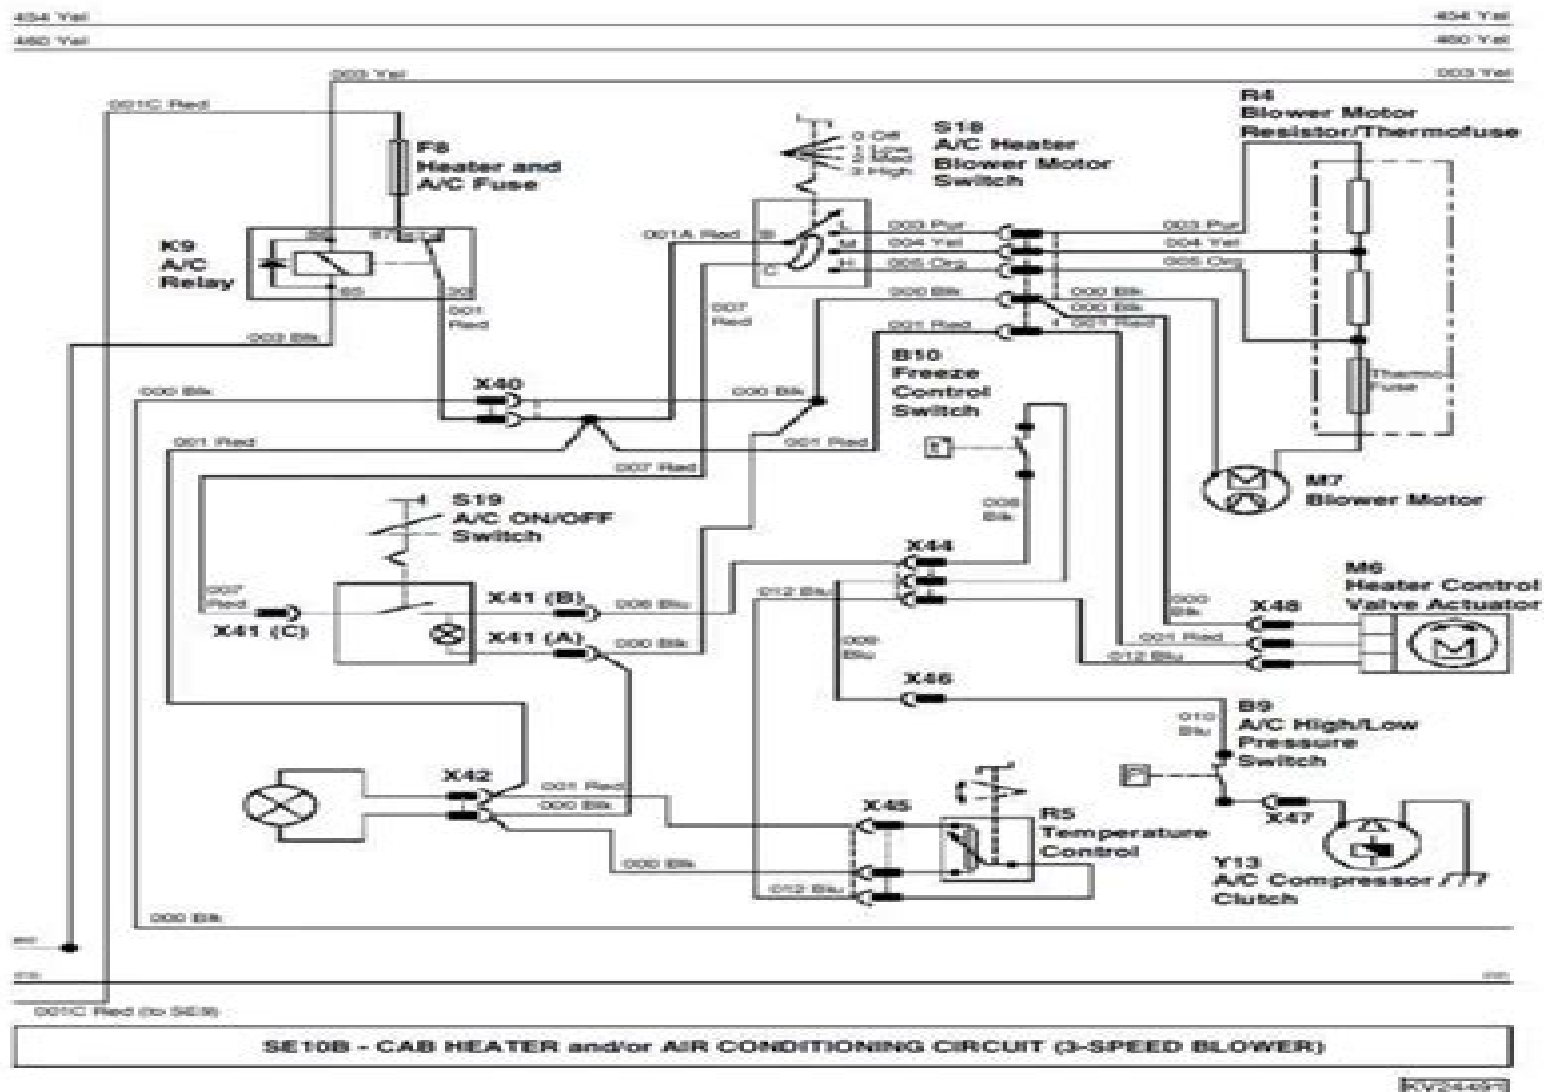 454 Yel
454 Yel
460 Yel
460 Yel
003 Yel
003 Yel
001C Red
R4
Blower Motor
Resistor/Thermofuse
F8
Heater and
A/C Fuse
0 Off
1 Low
2 Med
3 High
S18
A/C Heater
Blower Motor
Switch
K9
A/C
Relay
86
87
85
30
001A Red
B
C
L
M
H
003 Pur
003 Pur
004 Yel
004 Yel
005 Org
005 Org
001
Red
007
Red
000 Blk
000 Blk
000 Blk
001 Red
001 Red
003 Blk
B10
Freeze
Control
Switch
Thermo
Fuse
000 Blk
X40
000 Blk
001 Red
001 Red
007 Red
M7
Blower Motor
S19
A/C ON/OFF
Switch
008
Blk
X44
M6
Heater Control
Valve Actuator
007
Red
X41 (C)
X41 (B)
006 Blu
X41 (A)
000 Blk
012 Blu
009
Blu
000
Blk
X48
001 Red
012 Blu
X46
010
Blu
B9
A/C High/Low
Pressure
Switch
P
X42
001 Red
000 Blk
X45
R5
Temperature
Control
X47
000 Blk
012 Blu
Y13
A/C Compressor
Clutch
000 Blk
001C Red (to SE9)
SE10B - CAB HEATER and/or AIR CONDITIONING CIRCUIT (3-SPEED BLOWER)